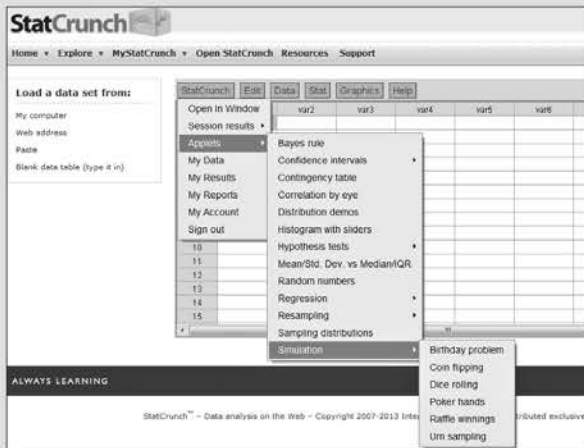 StatCrunch
Home Explore MyStatCrunch Open StatCrunch Resources Support
Load a data set from:
My computer
Web address
Paste
Blank data table (type it in)
StatCrunch Edit Data Stat Graphics Help
var2 var3 var4 var5 var6
Open in Window
Session results
Applets
My Data
My Results
My Reports
My Account
Sign out
Bayes rule
Confidence intervals
Contingency table
Correlation by eye
Distribution demos
Histogram with sliders
Hypothesis tests
Mean/Std. Dev. vs Median/IQR
Random numbers
Regression
Resampling
Sampling distributions
Simulation
10
11
12
13
14
15
Birthday problem
Coin flipping
Dice rolling
Poker hands
Raffle winnings
Urn sampling
ALWAYS LEARNING
StatCrunch™ - Data analysis on the Web - Copyright 2007-2013 Inte
tributed exclusive